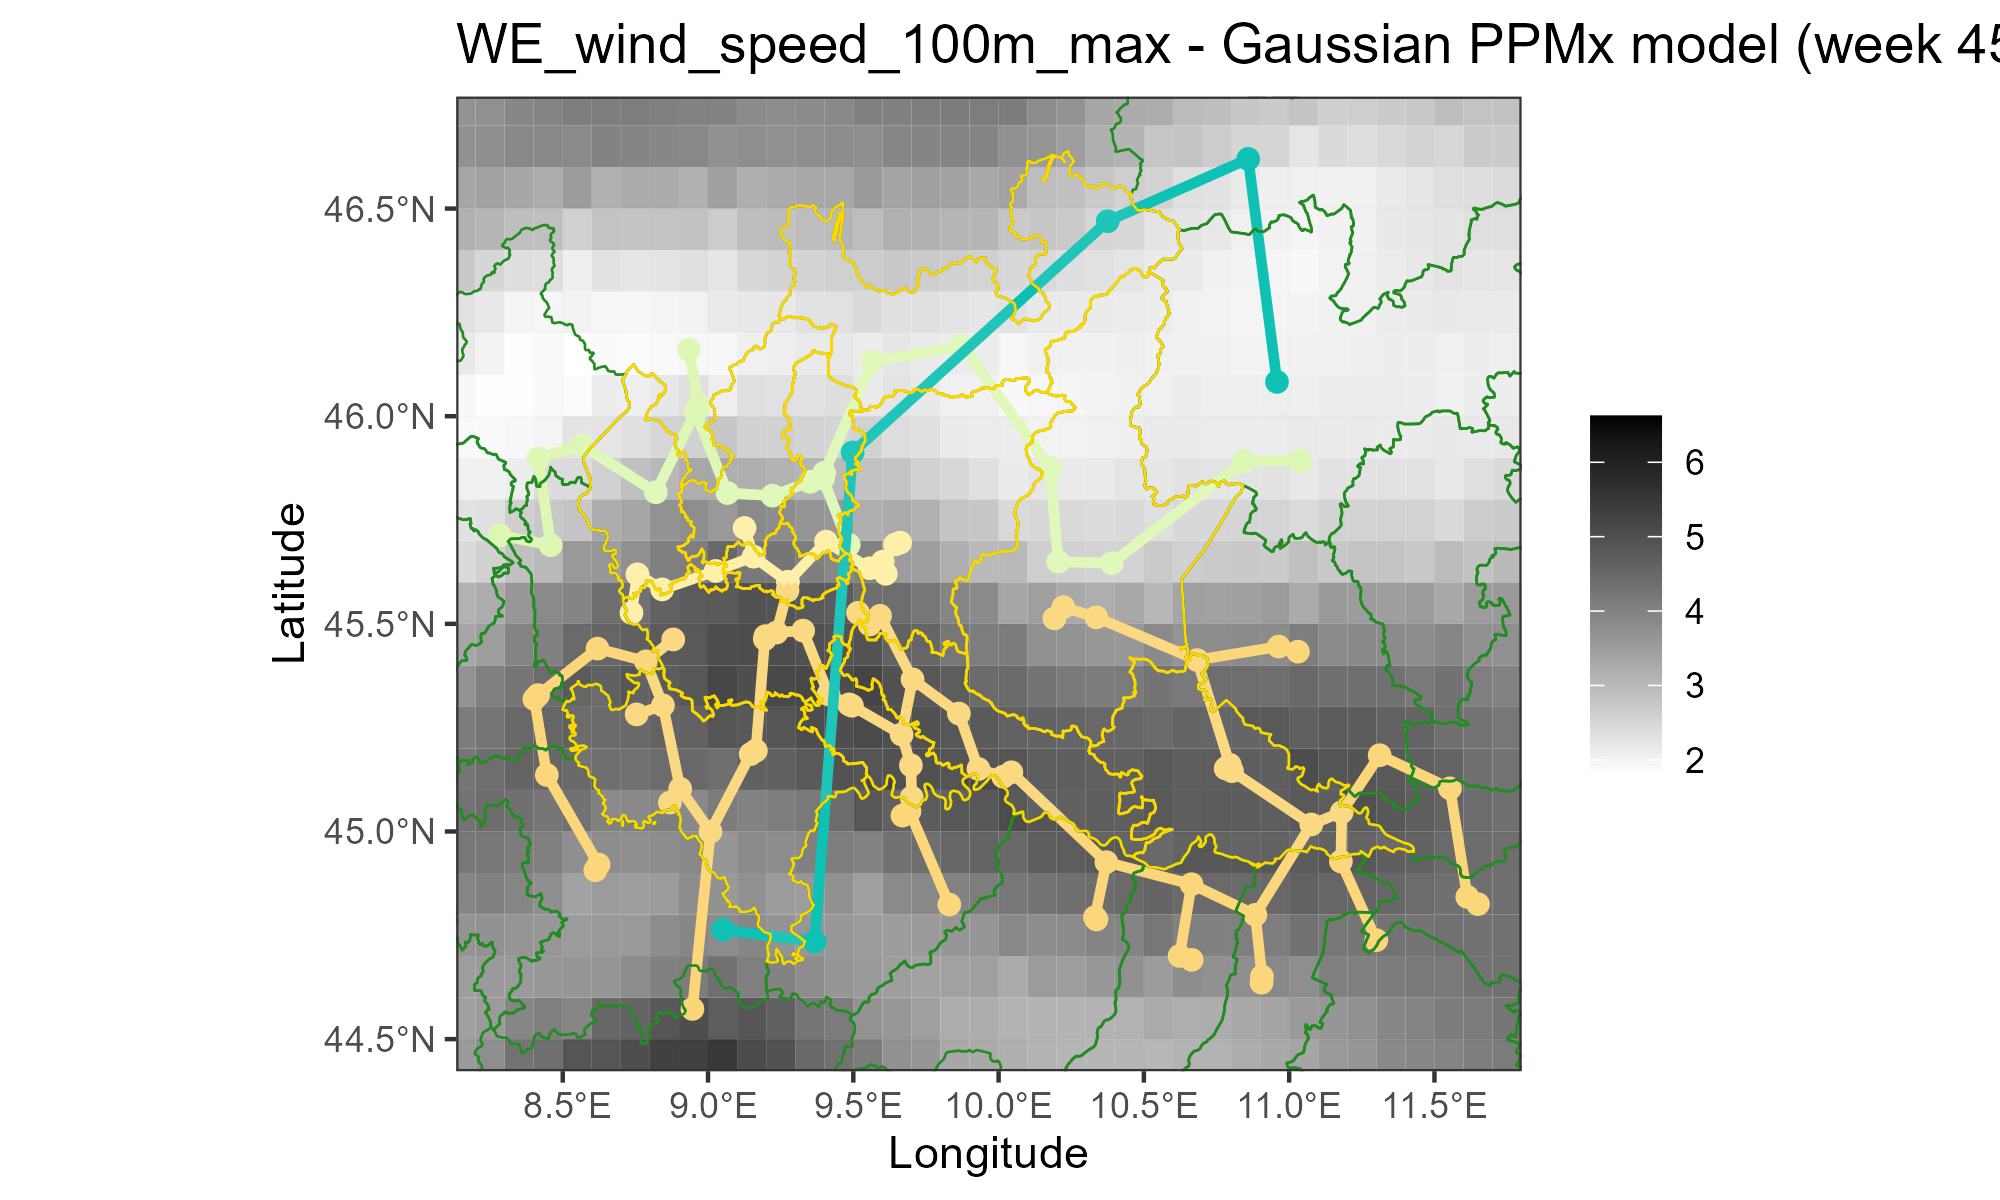 WE_wind_speed_100m_max - Gaussian PPMx model (week 45
46.5°N
46.0°N
45.5°N
45.0°N
44.5°N
Latitude
8.5°E 9.0°E 9.5°E 10.0°E 10.5°E 11.0°E 11.5°E
Longitude
6
5
4
3
2